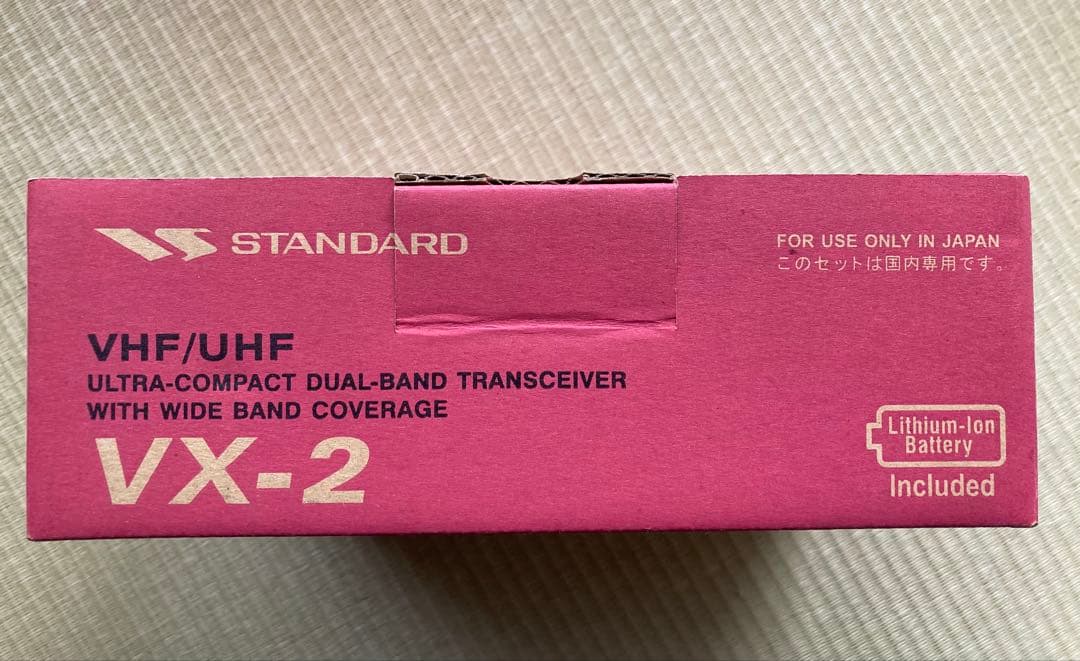 STANDARD
FOR USE ONLY IN JAPAN
このセットは国内専用です。
VHF/UHF
ULTRA-COMPACT DUAL-BAND TRANSCEIVER
WITH WIDE BAND COVERAGE
VX-2
Lithium-Ion
Battery
Included